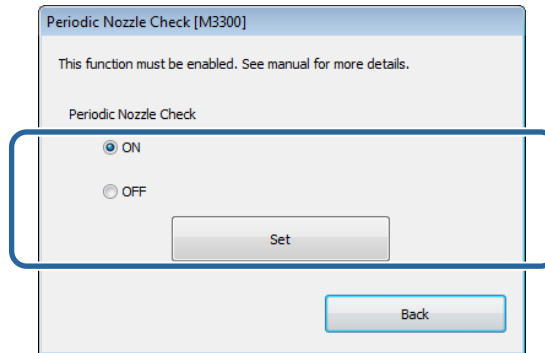 Periodic Nozzle Check [M3300]
This function must be enabled. See manual for more details.
Periodic Nozzle Check
ON
OFF
Set
Back